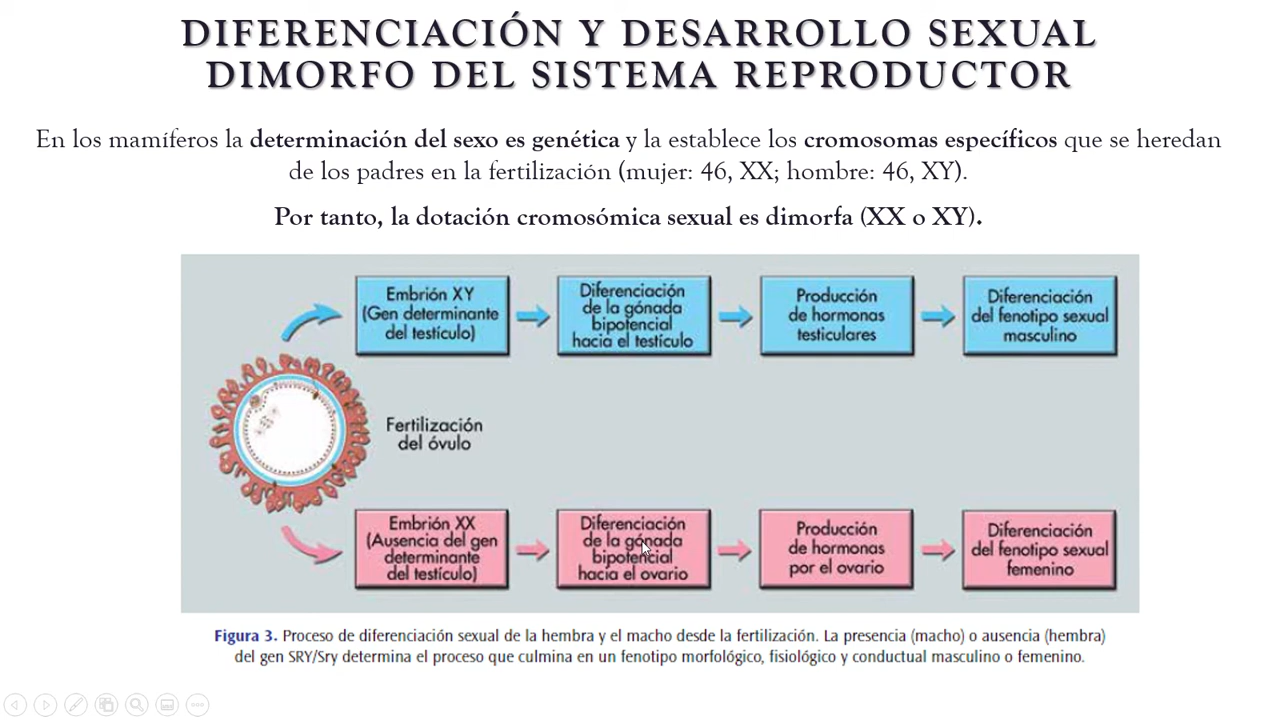 DIFERENCIACIÓN Y DESARROLLO SEXUAL
DIMORFO DEL SISTEMA REPRODUCTOR
En los mamíferos la determinación del sexo es genética y la establece los cromosomas específicos que se heredan
de los padres en la fertilización (mujer: 46, XX; hombre: 46, XY).
Por tanto, la dotación cromosómica sexual es dimorfa (XX o XY).
Embrión XY
(Gen determinante
del testículo)
Diferenciación
de la gónada
bipotencial
hacia el testículo
Producción
de hormonas
testiculares
Diferenciación
del fenotipo sexual
masculino
Fertilización
del óvulo
Embrión XX
(Ausencia del gen
determinante
del testículo)
Diferenciación
de la gónada
bipotencial
hacia el ovario
Producción
de hormonas
por el ovario
Diferenciación
del fenotipo sexual
femenino
Figura 3. Proceso de diferenciación sexual de la hembra y el macho desde la fertilización. La presencia (macho) o ausencia (hembra)
del gen SRY/Sry determina el proceso que culmina en un fenotipo morfológico, fisiológico y conductual masculino o femenino.